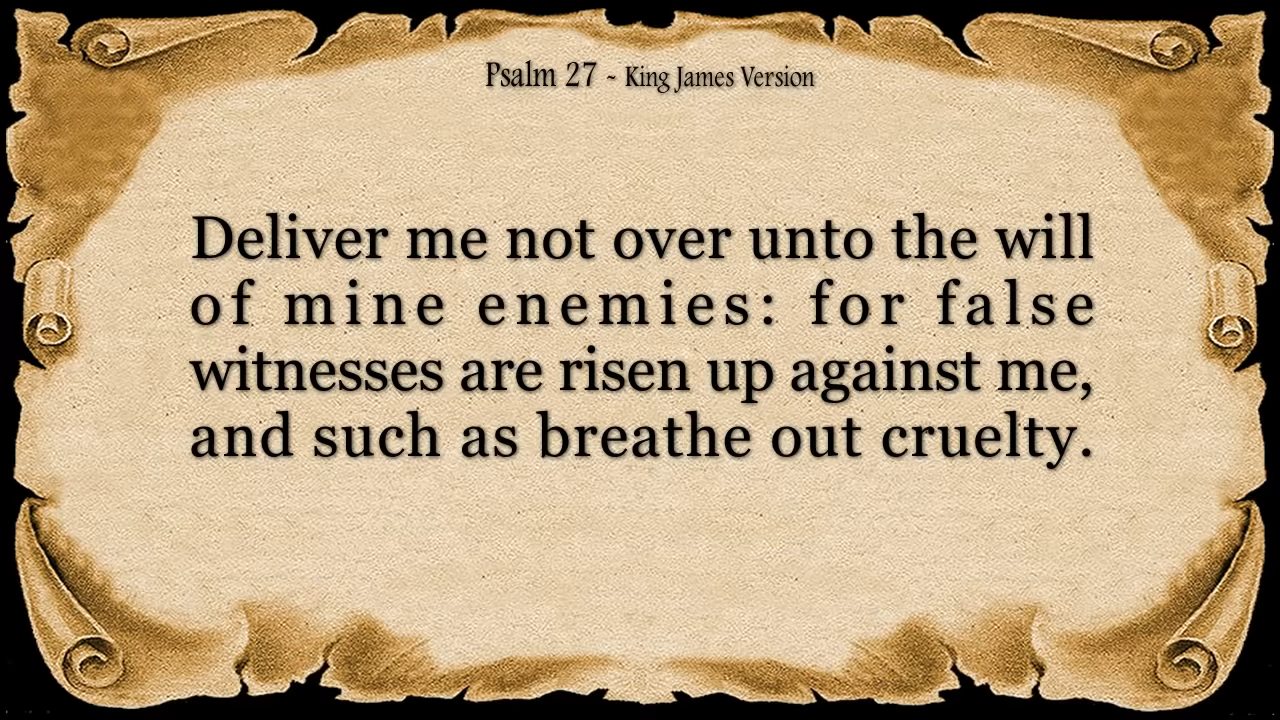 Psalm 27 ~ King James Version
Deliver me not over unto the will
of mine enemies: for false
witnesses are risen up against me,
and such as breathe out cruelty.